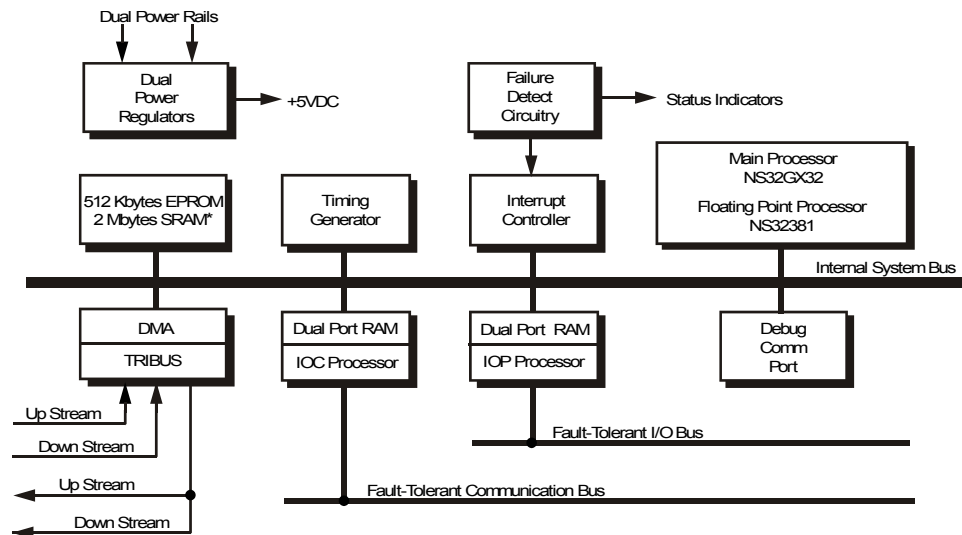 Dual Power Rails
Dual
Power
Regulators
+5VDC
Failure
Detect
Circuitry
Status Indicators
512 Kbytes EPROM
2 Mbytes SRAM*
Timing
Generator
Interrupt
Controller
Main Processor
NS32GX32
Floating Point Processor
NS32381
Internal System Bus
DMA
TRIBUS
Dual Port RAM
IOC Processor
Dual Port RAM
IOP Processor
Debug
Comm
Port
Up Stream
Down Stream
Up Stream
Down Stream
Fault-Tolerant I/O Bus
Fault-Tolerant Communication Bus